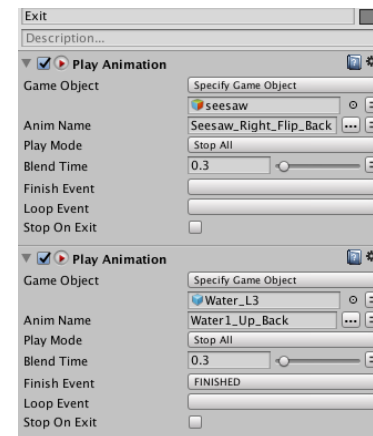 Exit
Description...
Play Animation
Game Object Specify Game Object
seesaw
Anim Name Seesaw_Right_Flip_Back ...
Play Mode Stop All
Blend Time 0.3
Finish Event
Loop Event
Stop On Exit
Play Animation
Game Object Specify Game Object
Water_L3
Anim Name Water1_Up_Back ...
Play Mode Stop All
Blend Time 0.3
Finish Event FINISHED
Loop Event
Stop On Exit